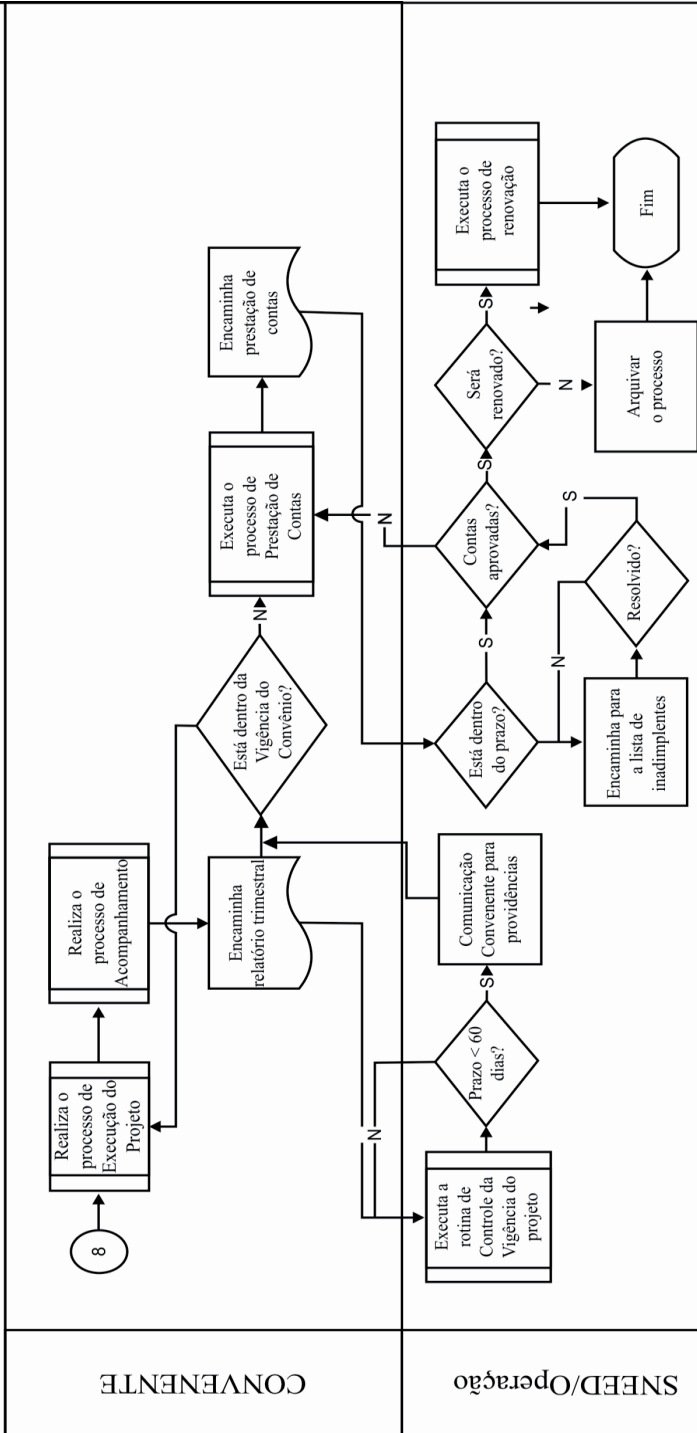 CONVENENTE
8
Realiza o
processo de
Execução do
Projeto
Realiza o
processo de
Acompanhamento
Encaminha
relatório trimestral
Está dentro da
Vigência do
Convênio?
N
Executa o
processo de
Prestação de
Contas
Encaminha
prestação de
contas
SNEED/Operação
Executa a
rotina de
Controle da
Vigência do
projeto
N
Prazo < 60
dias?
S
Comunicação
Convenente para
providências
Está dentro
do prazo?
S
N
Encaminha para
a lista de
inadimplentes
Resolvido?
S
Contas
aprovadas?
N
S
Será
renovado?
S
N
Executa o
processo de
renovação
Arquivar
o processo
Fim